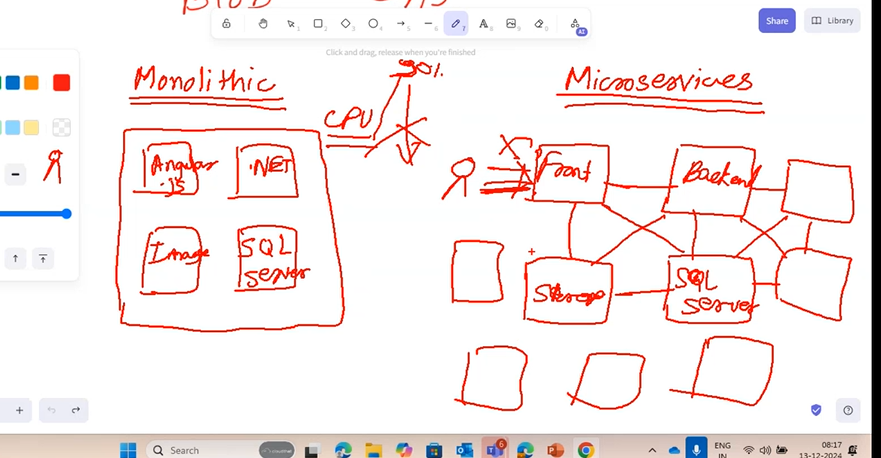 BLOB
Share
Library
Click and drag, release when you're finished
Monolithic
90%
CPU
Microservices
Angular
.JS
.NET
Image
SQL
Server
Front
Backend
Storage
SQL
Server
Search
ENG
IN
08:17
13-12-2024